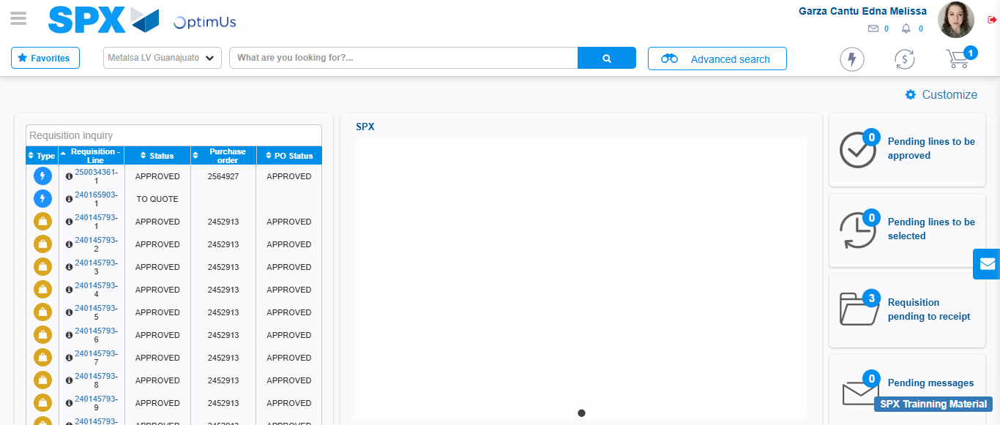 SPX
OptimUs
Garza Cantu Edna Melissa
0 0
Favorites
Metalsa LV Guanajuato
What are you looking for?...
Advanced search
$
1
Customize
Requisition inquiry
Type
Requisition - Line
Status
Purchase order
PO Status
250034361-1 APPROVED 2564927 APPROVED
240165903-1 TO QUOTE
240145793-1 APPROVED 2452913 APPROVED
240145793-2 APPROVED 2452913 APPROVED
240145793-3 APPROVED 2452913 APPROVED
240145793-4 APPROVED 2452913 APPROVED
240145793-5 APPROVED 2452913 APPROVED
240145793-6 APPROVED 2452913 APPROVED
240145793-7 APPROVED 2452913 APPROVED
240145793-8 APPROVED 2452913 APPROVED
240145793-9 APPROVED 2452913 APPROVED
240145793-
SPX
0
Pending lines to be
approved
0
Pending lines to be
selected
3
Requisition
pending to receipt
0
Pending messages
SPX Trainning Material